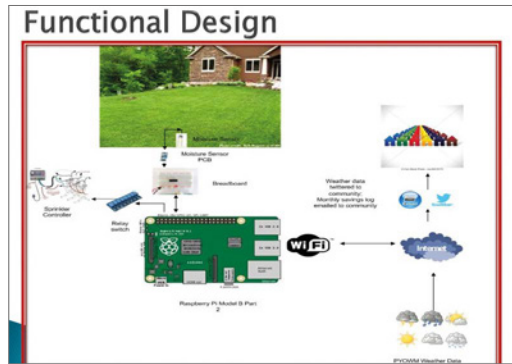 Functional Design
Moisture Sensor
Moisture Sensor
PCB
Breadboard
Sprinkler
Controller
Relay
switch
Raspberry Pi Model B Part
2
WiFi
Weather data
twittered to
community:
Monthly savings log
emailed to community
Internet
PYOWM Weather Data